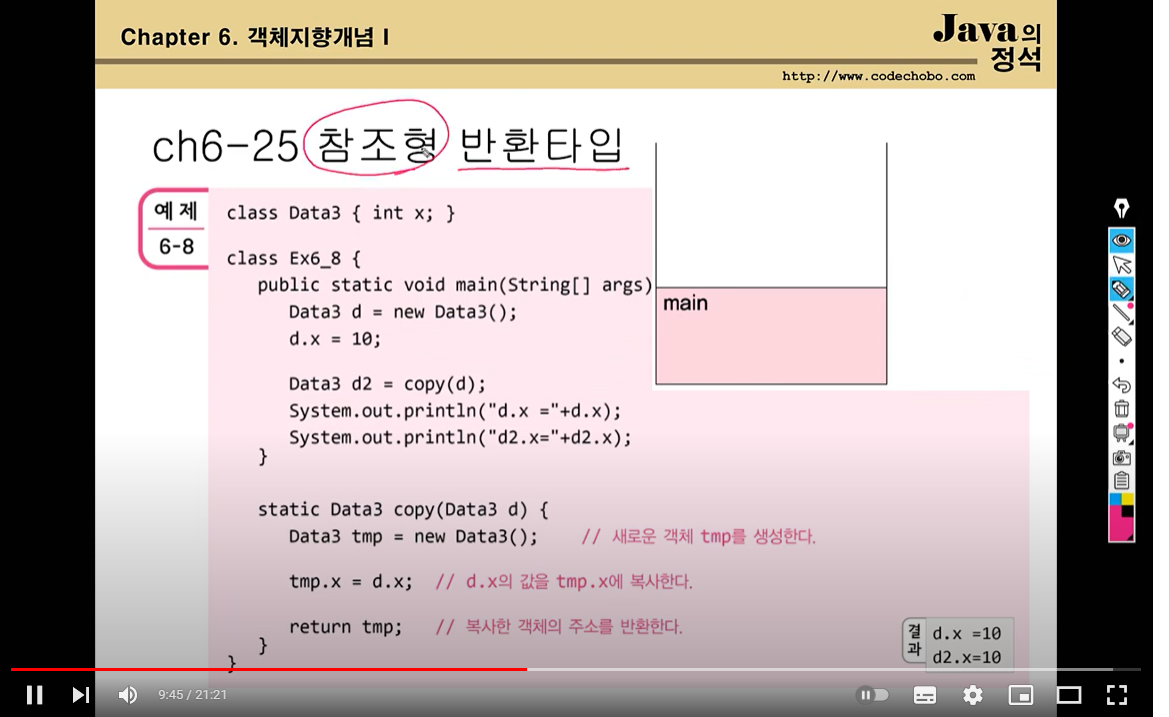 Chapter 6. 객체지향개념 I
Java의
정석
http://www.codechobo.com
ch6-25 참조형 반환타입
예제
6-8
class Data3 { int x; }
class Ex6_8 {
public static void main(String[] args)
Data3 d = new Data3();
d.x = 10;
Data3 d2 = copy(d);
System.out.println("d.x ="+d.x);
System.out.println("d2.x="+d2.x);
}
static Data3 copy(Data3 d) {
Data3 tmp = new Data3(); // 새로운 객체 tmp를 생성한다.
tmp.x = d.x; // d.x의 값을 tmp.x에 복사한다.
return tmp; // 복사한 객체의 주소를 반환한다.
}
}
main
결과
d.x =10
d2.x=10
9:45 / 21:21